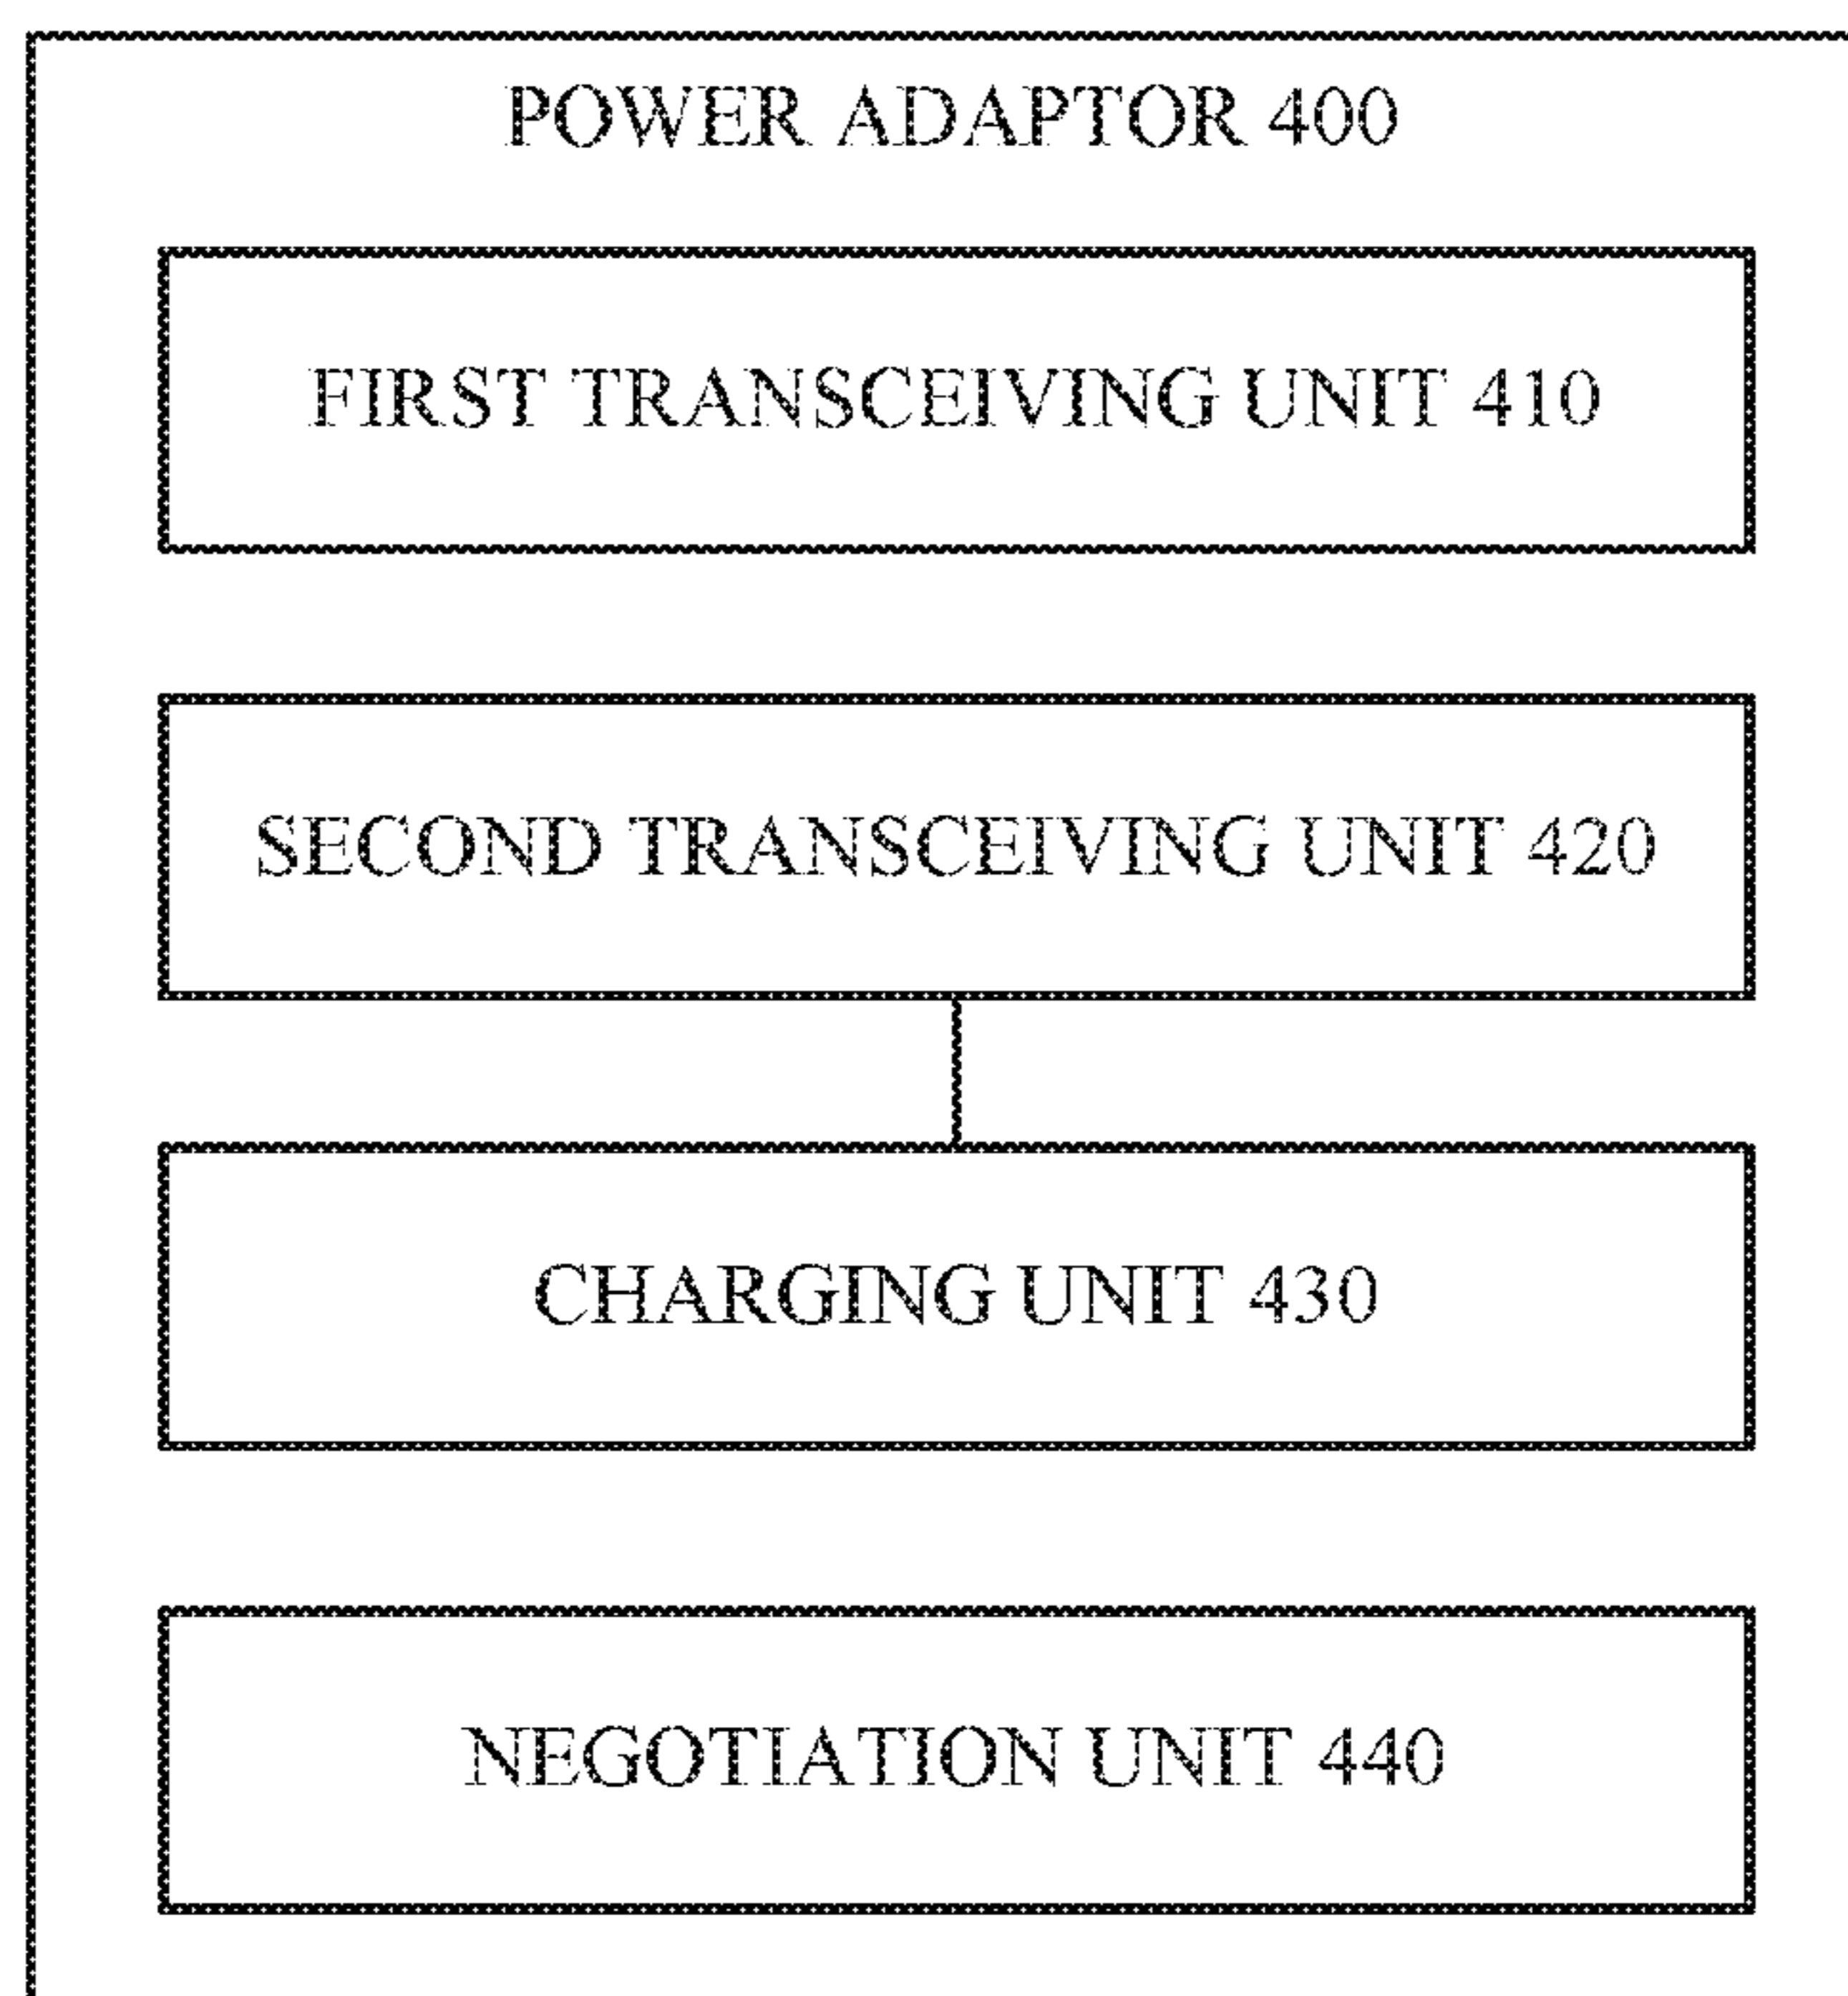 POWER ADAPTOR 400
FIRST TRANSCEIVING UNIT 410
SECOND TRANSCEIVING UNIT 420
CHARGING UNIT 430
NEGOTIATION UNIT 440